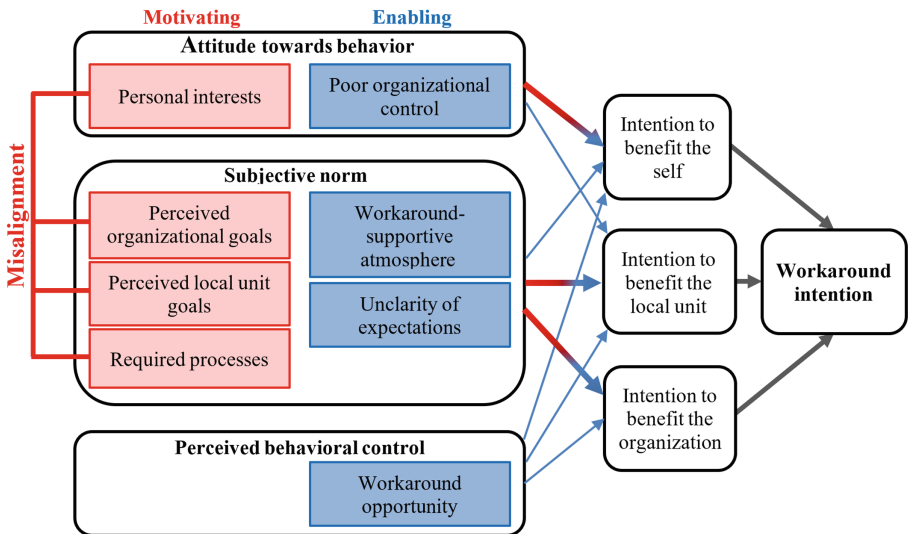 Motivating
Enabling
Attitude towards behavior
Personal interests
Poor organizational
control
Misalignment
Subjective norm
Perceived
organizational goals
Workaround-
supportive
atmosphere
Perceived local unit
goals
Unclarity of
expectations
Required processes
Perceived behavioral control
Workaround
opportunity
Intention to
benefit the
self
Intention to
benefit the
local unit
Intention to
benefit the
organization
Workaround
intention